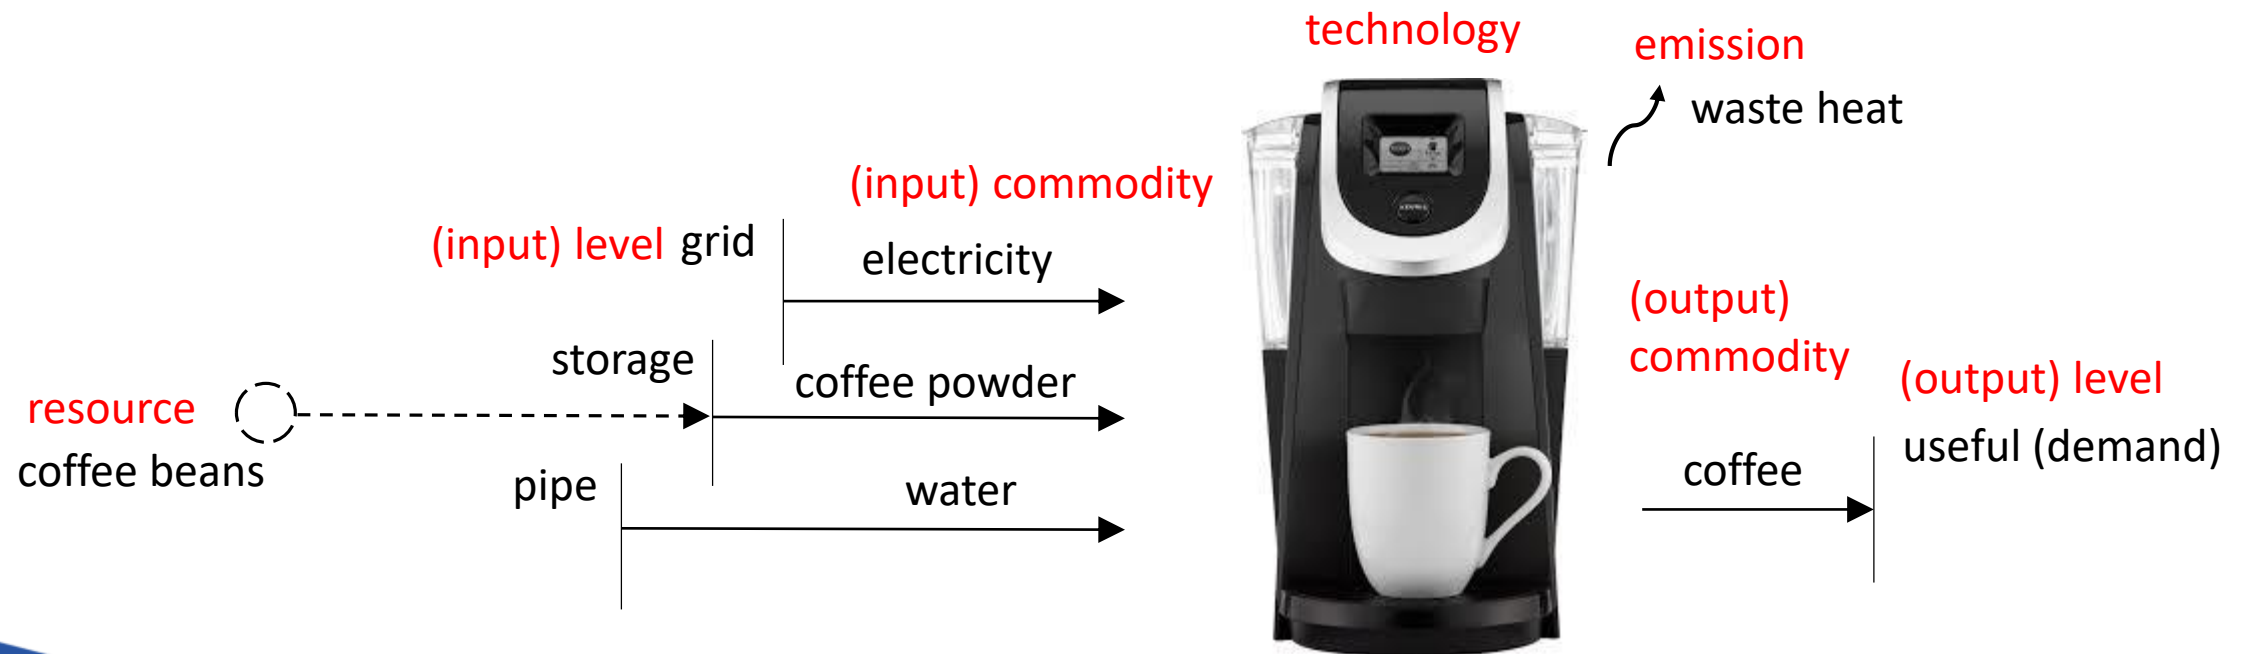 technology
emission
waste heat
(input) commodity
(input) level grid
electricity
(output)
commodity
storage
coffee powder
(output) level
resource
useful (demand)
coffee beans
pipe
water
coffee